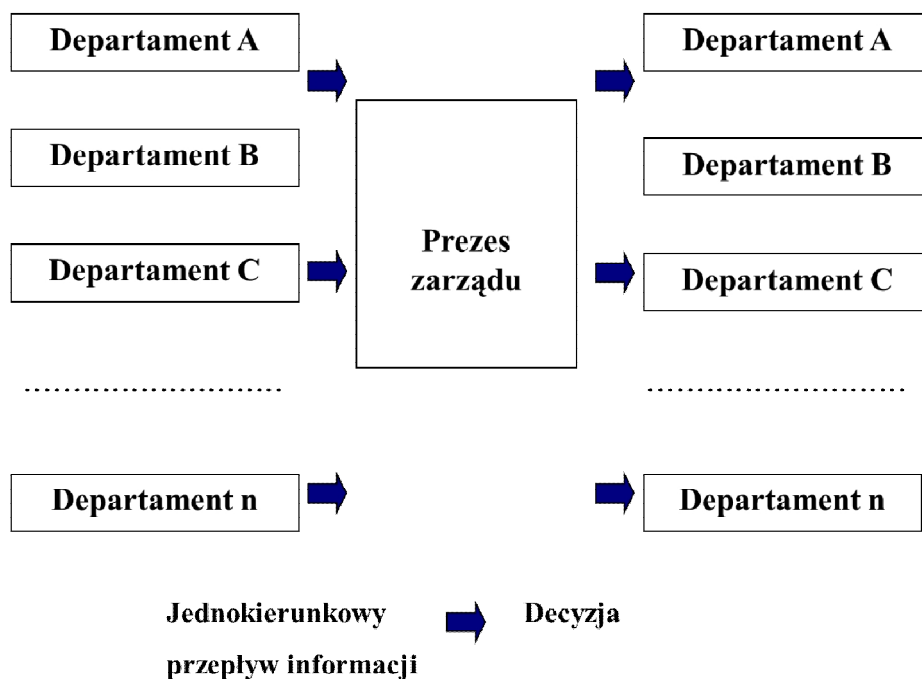 Departament A
Departament A
Departament B
Departament B
Prezes
zarządu
Departament C
Departament C
Departament n
Departament n
Jednokierunkowy
Decyzja
przepływ informacji